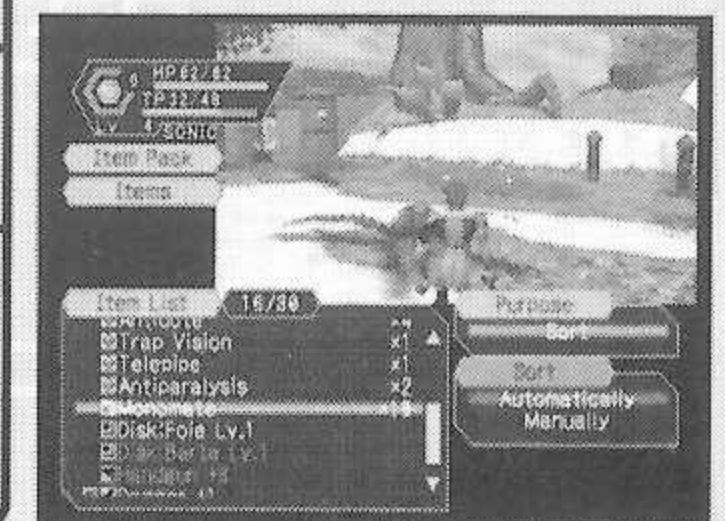 HP 62/62
TP 32/48
LV 4 SONIC
Item Pack
Items
Item List 16/30
Antidote
Trap Vision x1
Telepipe x1
Antiparalysis x2
Monomate
Disk:Foie Lv.1
Purpose
Sort
Sort
Automatically
Manually